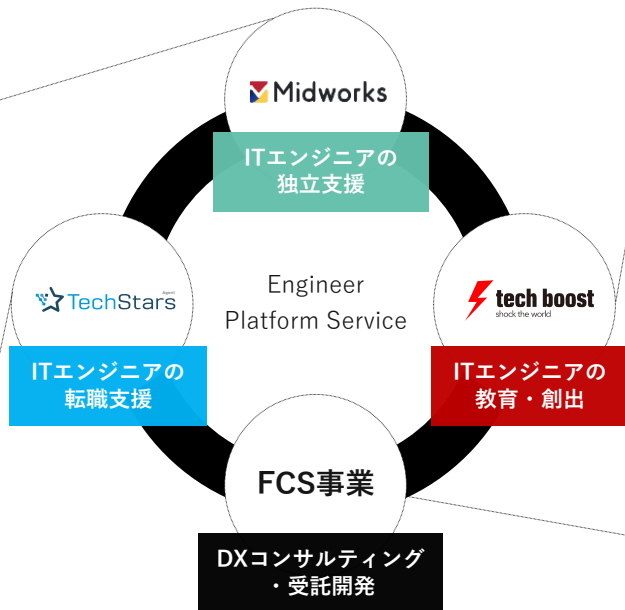 Midworks
ITエンジニアの
独立支援
Engineer
Platform Service
Agent
TechStars
ITエンジニアの
転職支援
tech boost
shock the world
ITエンジニアの
教育・創出
FCS事業
DXコンサルティング
・受託開発